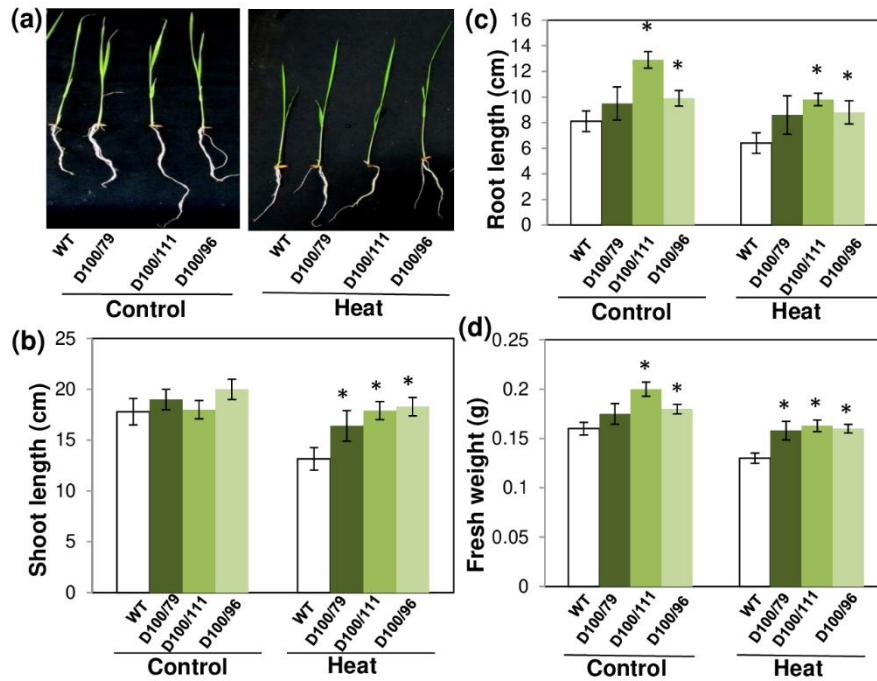 (a)
WT
D100/79
D100/111
D100/96
Control
WT
D100/79
D100/111
D100/96
Heat
(c)
Root length (cm)
16
14
12
10
8
6
4
2
0
*
*
*
*
WT
D100/79
D100/111
D100/96
Control
WT
D100/79
D100/111
D100/96
Heat
(b)
Shoot length (cm)
25
20
15
10
5
0
*
*
*
WT
D100/79
D100/111
D100/96
Control
WT
D100/79
D100/111
D100/96
Heat
(d)
Fresh weight (g)
0.25
0.2
0.15
0.1
0.05
0
*
*
*
*
*
WT
D100/79
D100/111
D100/96
Control
WT
D100/79
D100/111
D100/96
Heat